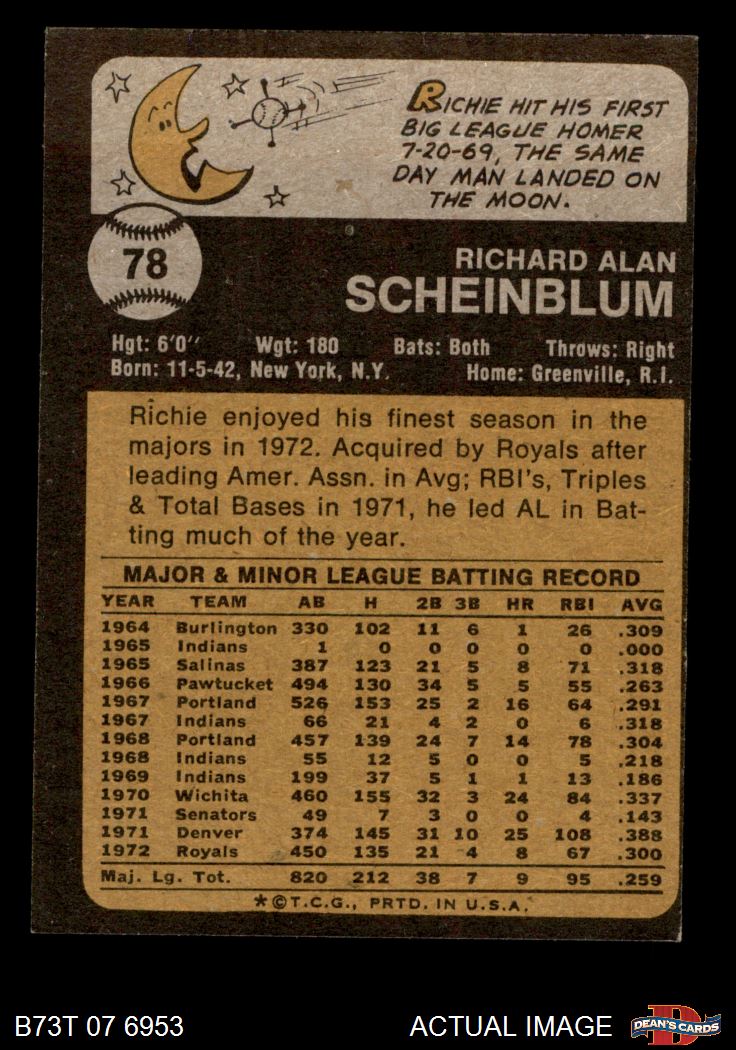 RICHIE HIT HIS FIRST
BIG LEAGUE HOMER
7-20-69, THE SAME
DAY MAN LANDED ON
THE MOON.
78
RICHARD ALAN
SCHEINBLUM
Hgt: 6'0" Wgt: 180 Bats: Both Throws: Right
Born: 11-5-42, New York, N.Y. Home: Greenville, R.I.
Richie enjoyed his finest season in the
majors in 1972. Acquired by Royals after
leading Amer. Assn. in Avg; RBI's, Triples
& Total Bases in 1971, he led AL in Bat-
ting much of the year.
MAJOR & MINOR LEAGUE BATTING RECORD
YEAR TEAM AB H 2B 3B HR RBI AVG
1964 Burlington 330 102 11 6 1 26 .309
1965 Indians 1 0 0 0 0 0 .000
1965 Salinas 387 123 21 5 8 71 .318
1966 Pawtucket 494 130 34 5 5 55 .263
1967 Portland 526 153 25 2 16 64 .291
1967 Indians 66 21 4 2 0 6 .318
1968 Portland 457 139 24 7 14 78 .304
1968 Indians 55 12 5 0 0 5 .218
1969 Indians 199 37 5 1 1 13 .186
1970 Wichita 460 155 32 3 24 84 .337
1971 Senators 49 7 3 0 0 4 .143
1971 Denver 374 145 31 10 25 108 .388
1972 Royals 450 135 21 4 8 67 .300
Maj. Lg. Tot. 820 212 38 7 9 95 .259
*©T.C.G., PRTD. IN U.S.A.
B73T 07 6953 ACTUAL IMAGE DEAN'S CARDS